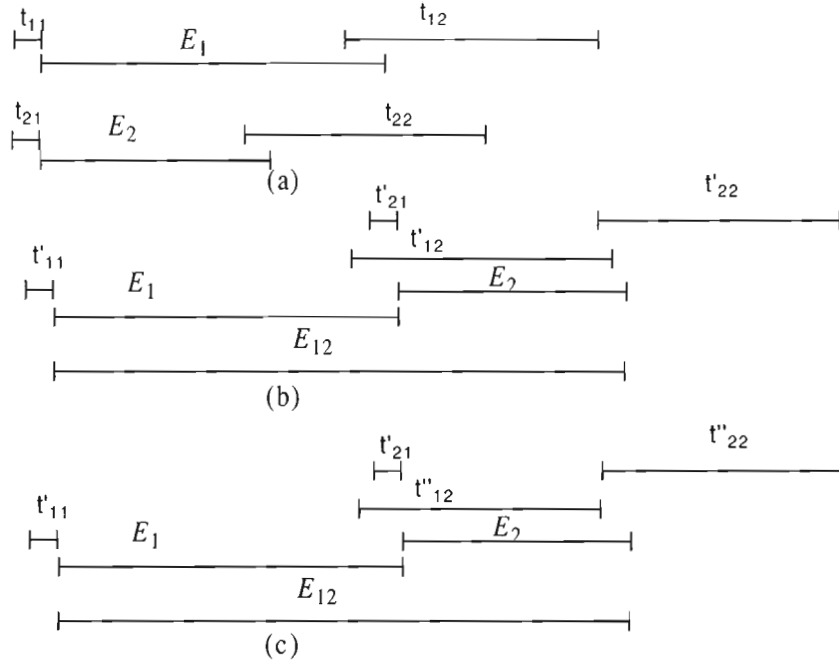 t₁₁ E₁ t₁₂
t₂₁ E₂ t₂₂
(a)
t'₂₁ t'₂₂
t'₁₂
t'₁₁ E₁ E₂
E₁₂
(b)
t'₂₁ t"₂₂
t"₁₂
t'₁₁ E₁ E₂
E₁₂
(c)